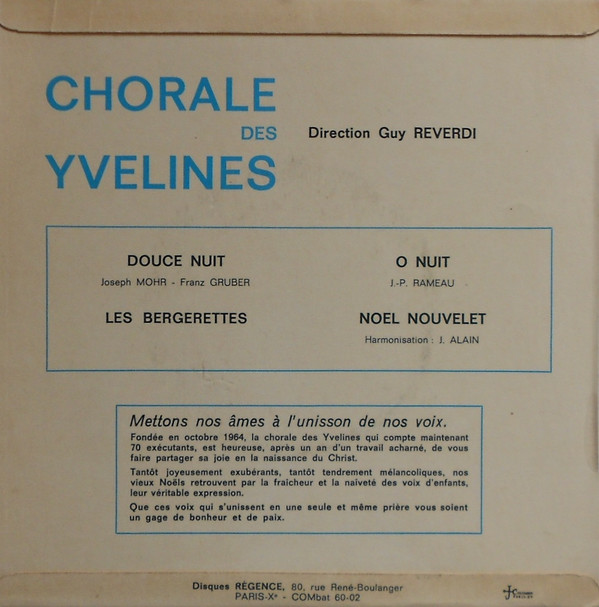 CHORALE
DES
YVELINES
Direction Guy REVERDI
DOUCE NUIT
Joseph MOHR - Franz GRUBER
LES BERGERETTES
O NUIT
J.-P. RAMEAU
NOEL NOUVELET
Harmonisation : J. ALAIN
Mettons nos âmes à l'unisson de nos voix.
Fondée en octobre 1964, la chorale des Yvelines qui compte maintenant
70 exécutants, est heureuse, après un an d'un travail acharné, de vous
faire partager sa joie en la naissance du Christ.
Tantôt joyeusement exubérants, tantôt tendrement mélancoliques, nos
vieux Noëls retrouvent par la fraîcheur et la naïveté des voix d'enfants,
leur véritable expression.
Que ces voix qui s'unissent en une seule et même prière vous soient
un gage de bonheur et de paix.
Disques RÉGENCE, 80, rue René-Boulanger
PARIS-Xe - COMbat 60-02